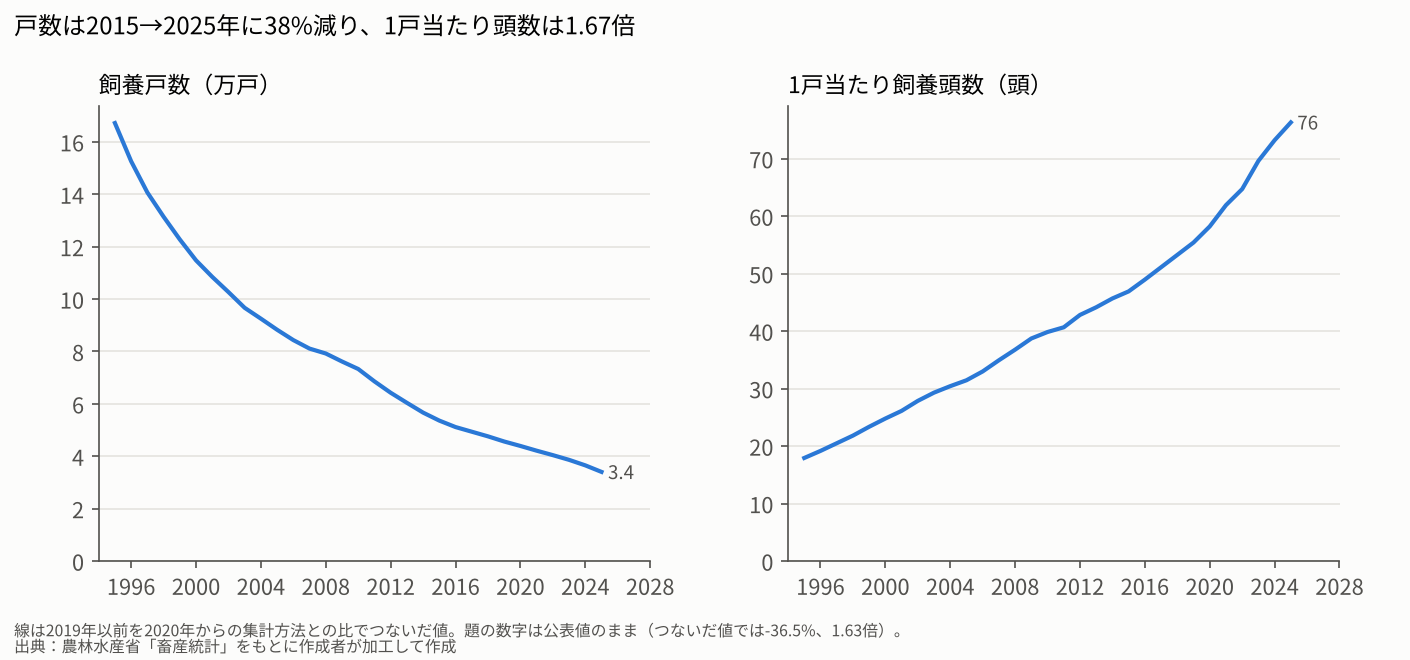 戸数は2015→2025年に38%減り、1戸当たり頭数は1.67倍
飼養戸数（万戸）
16
14
12
10
8
6
4
2
0
1996 2000 2004 2008 2012 2016 2020 2024 2028
3.4
1戸当たり飼養頭数（頭）
70
60
50
40
30
20
10
0
1996 2000 2004 2008 2012 2016 2020 2024 2028
76
線は2019年以前を2020年からの集計方法との比でつないだ値。題の数字は公表値のまま（つないだ値では-36.5%、1.63倍）。
出典：農林水産省「畜産統計」をもとに作成者が加工して作成